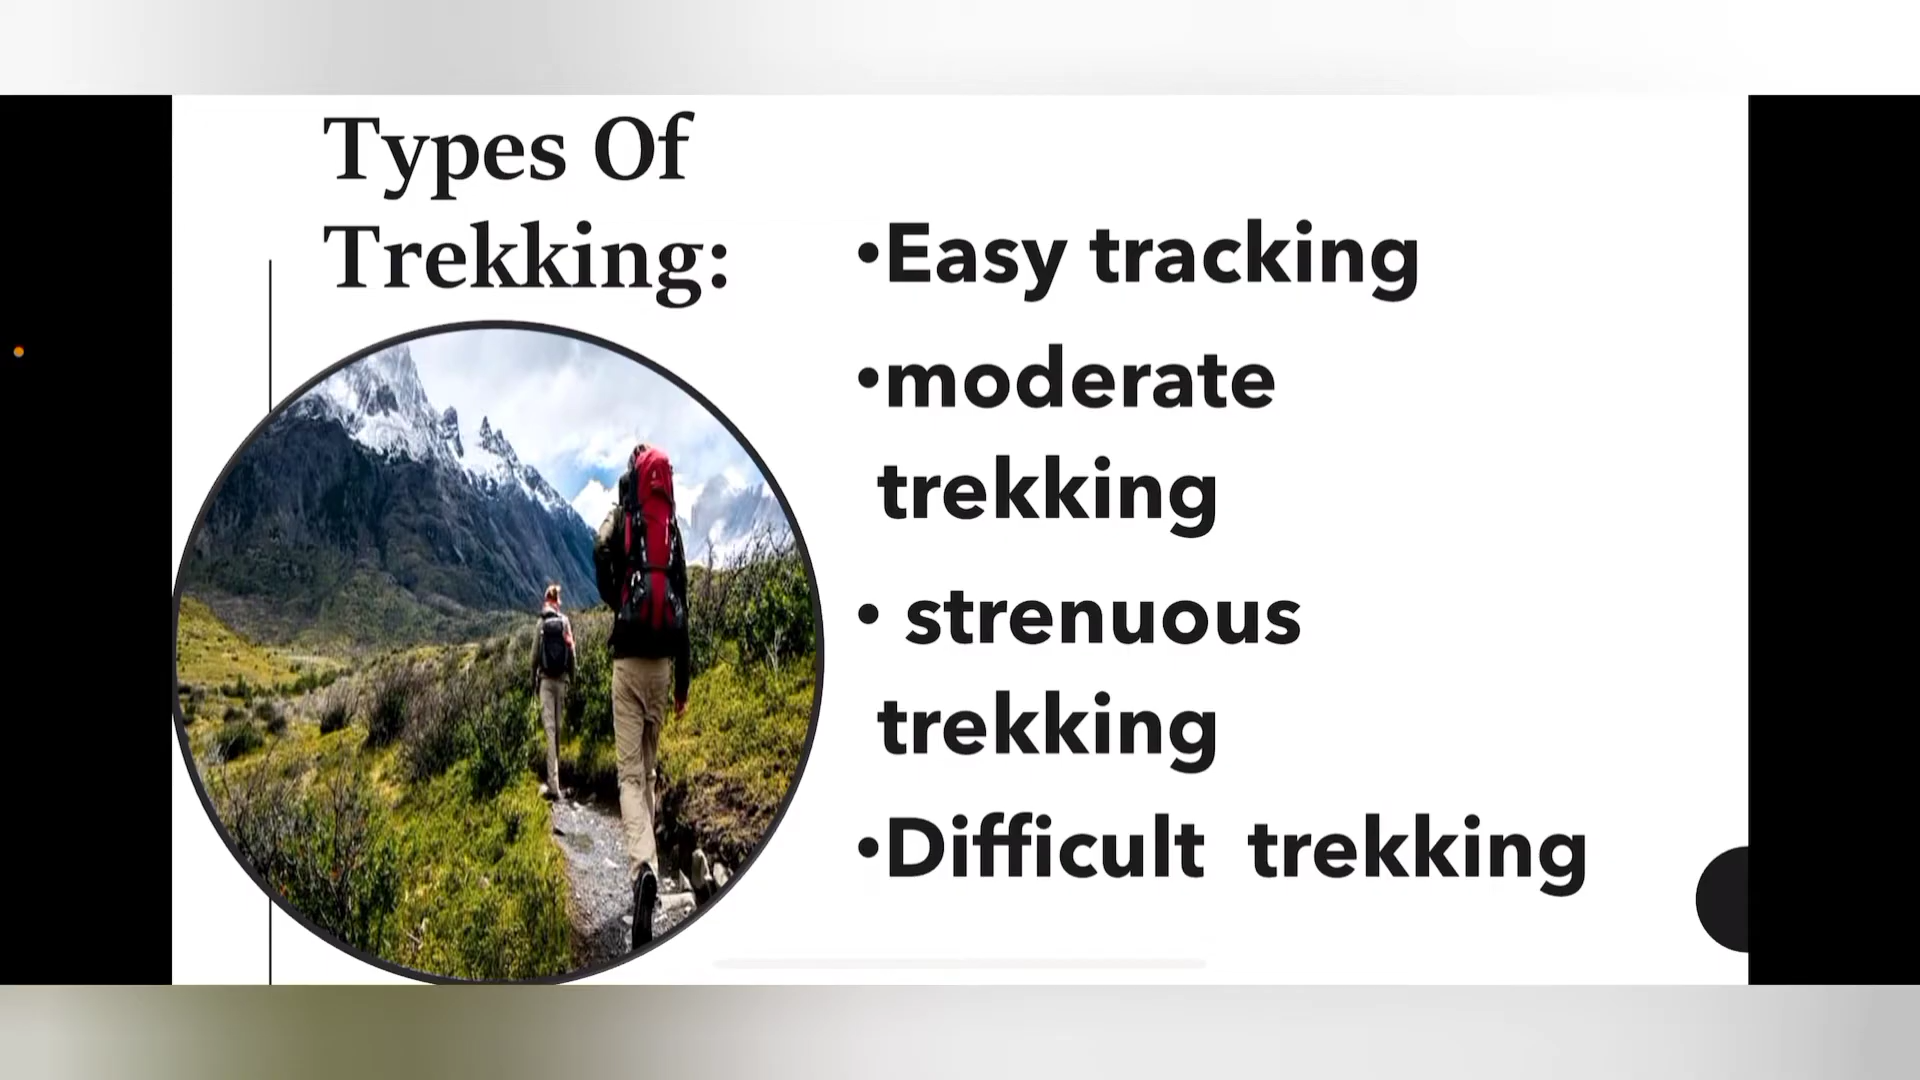 Types Of
Trekking:
•Easy tracking
•moderate
trekking
• strenuous
trekking
•Difficult trekking